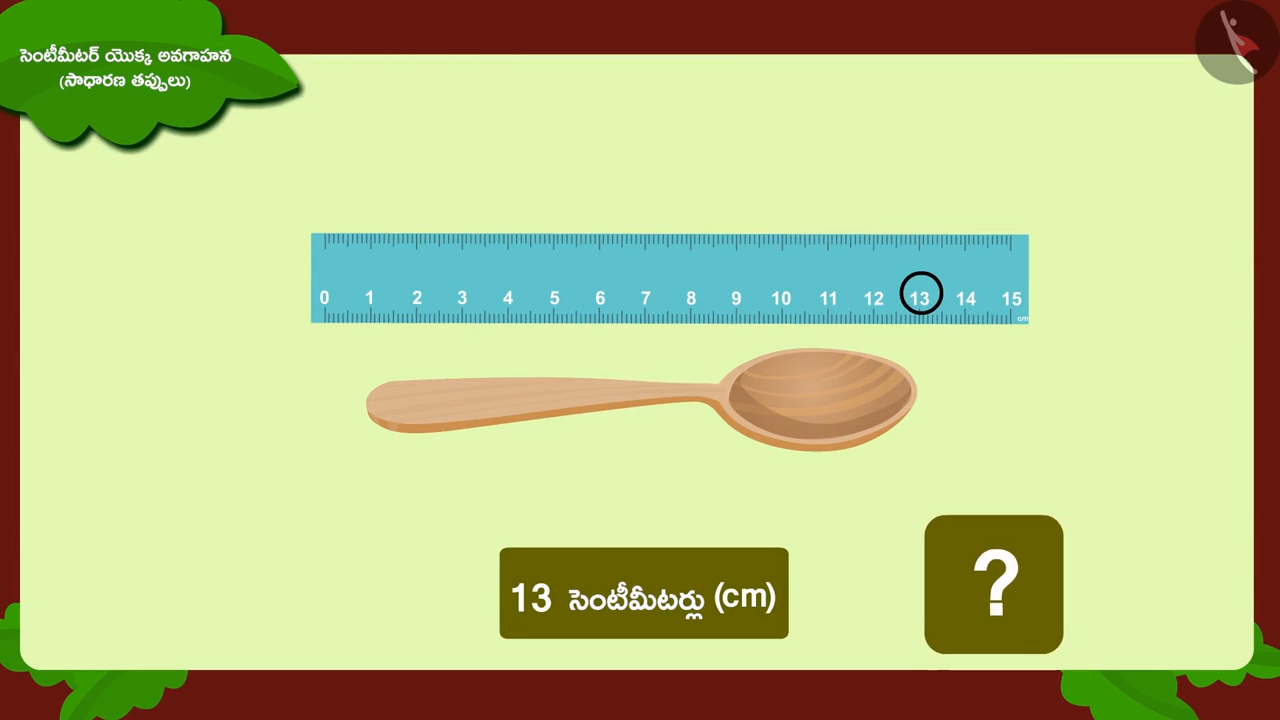 సెంటీమీటర్ యొక్క అవగాహన
(సాధారణ తప్పులు)
0 1 2 3 4 5 6 7 8 9 10 11 12 13 14 15
cm
13 సెంటీమీటర్లు (cm)
?